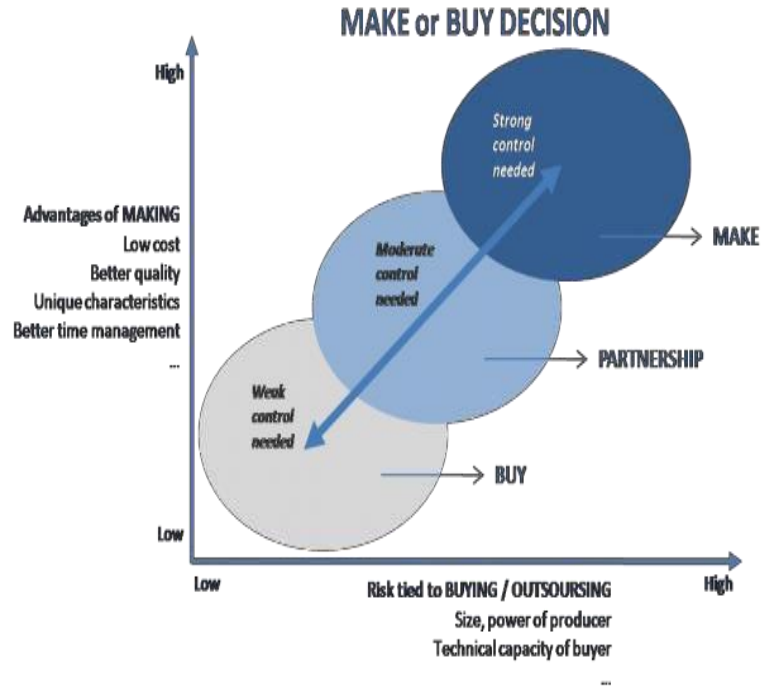 MAKE or BUY DECISION
High
Strong
control
needed
Advantages of MAKING
Low cost
Better quality
Unique characteristics
Better time management
...
MAKE
Moderate
control
needed
PARTNERSHIP
Weak
control
needed
BUY
Low
Low
Risk tied to BUYING / OUTSOURSING
High
Size, power of producer
Technical capacity of buyer
...